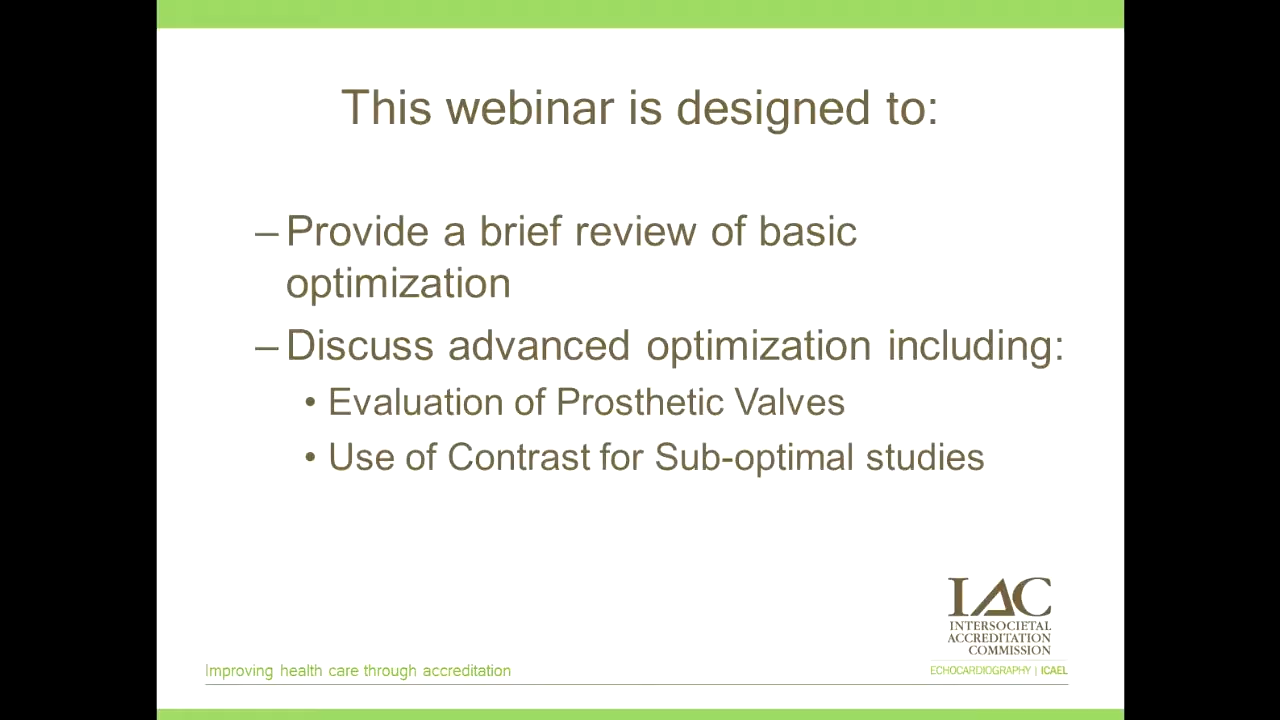 This webinar is designed to:
– Provide a brief review of basic
optimization
– Discuss advanced optimization including:
• Evaluation of Prosthetic Valves
• Use of Contrast for Sub-optimal studies
IAC
INTERSOCIETAL
ACCREDITATION
COMMISSION
ECHOCARDIOGRAPHY | ICAEL
Improving health care through accreditation